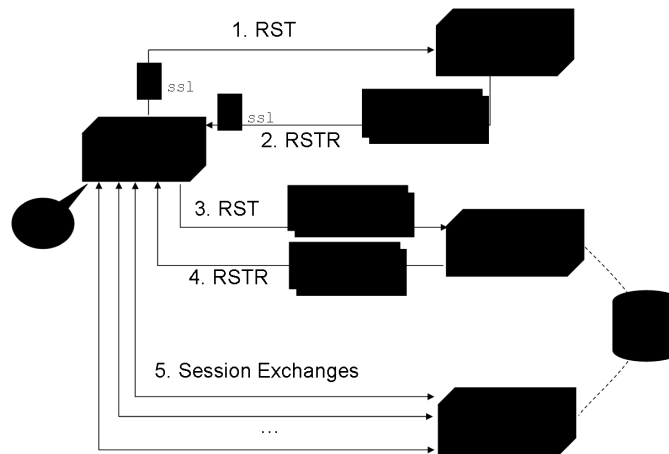 1. RST
ssl
ssl
2. RSTR
3. RST
4. RSTR
5. Session Exchanges
...